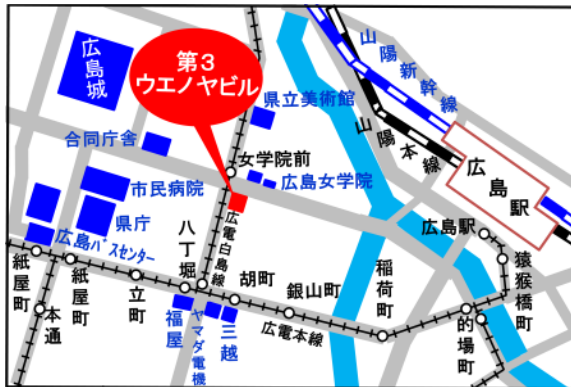 第3
ウエノヤビル
広島城
山陽新幹線
山陽本線
県立美術館
合同庁舎
女学院前
広島女学院
市民病院
県庁
広島バスセンター
広電白島線
八丁堀
広島駅
広島駅
猿猴橋町
紙屋町
紙屋町
本通
立町
福屋
ヤマダ電機
三越
胡町
銀山町
広電本線
稲荷町
的場町